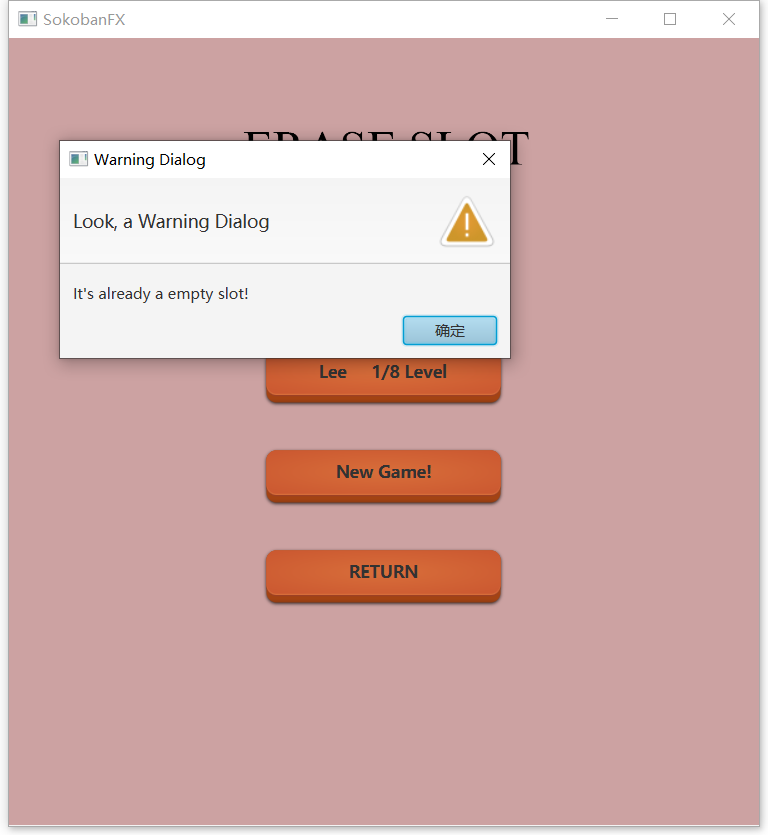 SokobanFX
ERASE SLOT
Warning Dialog
Look, a Warning Dialog
It's already a empty slot!
确定
Lee 1/8 Level
New Game!
RETURN